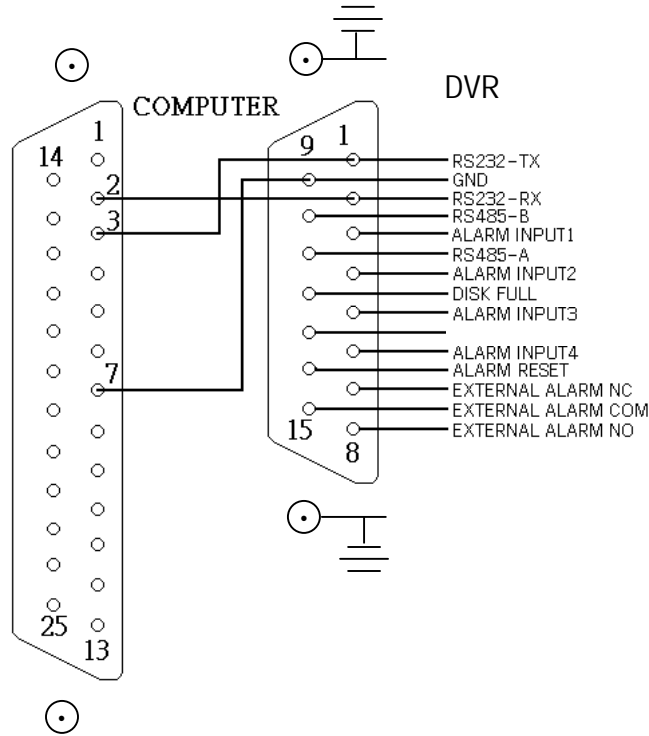 DVR
COMPUTER
1
14
2
3
7
25
13
9
1
15
8
RS232-TX
GND
RS232-RX
RS485-B
ALARM INPUT1
RS485-A
ALARM INPUT2
DISK FULL
ALARM INPUT3
ALARM INPUT4
ALARM RESET
EXTERNAL ALARM NC
EXTERNAL ALARM COM
EXTERNAL ALARM NO